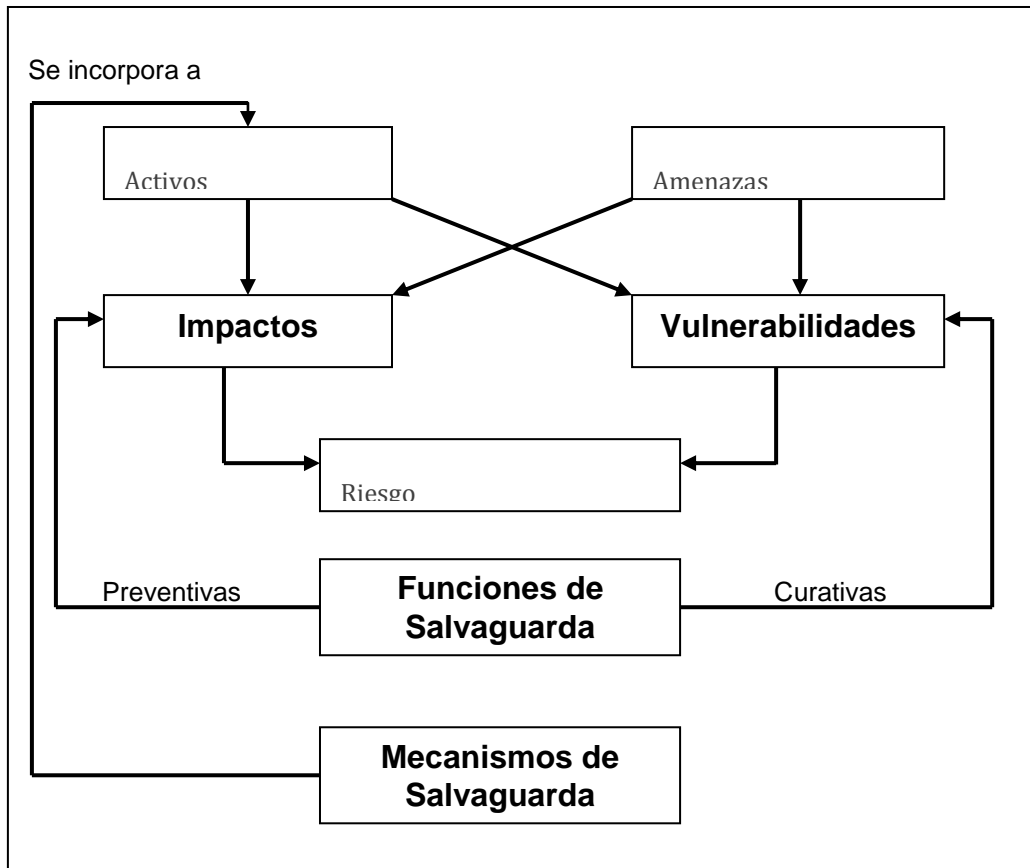 Se incorpora a
Activos
Amenazas
Impactos
Vulnerabilidades
Riesgo
Preventivas
Funciones de
Salvaguarda
Curativas
Mecanismos de
Salvaguarda